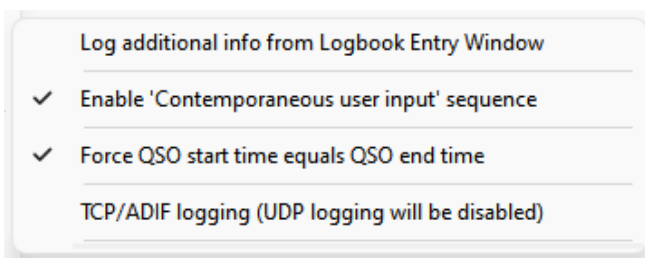 Log additional info from Logbook Entry Window
Enable 'Contemporaneous user input' sequence
Force QSO start time equals QSO end time
TCP/ADIF logging (UDP logging will be disabled)